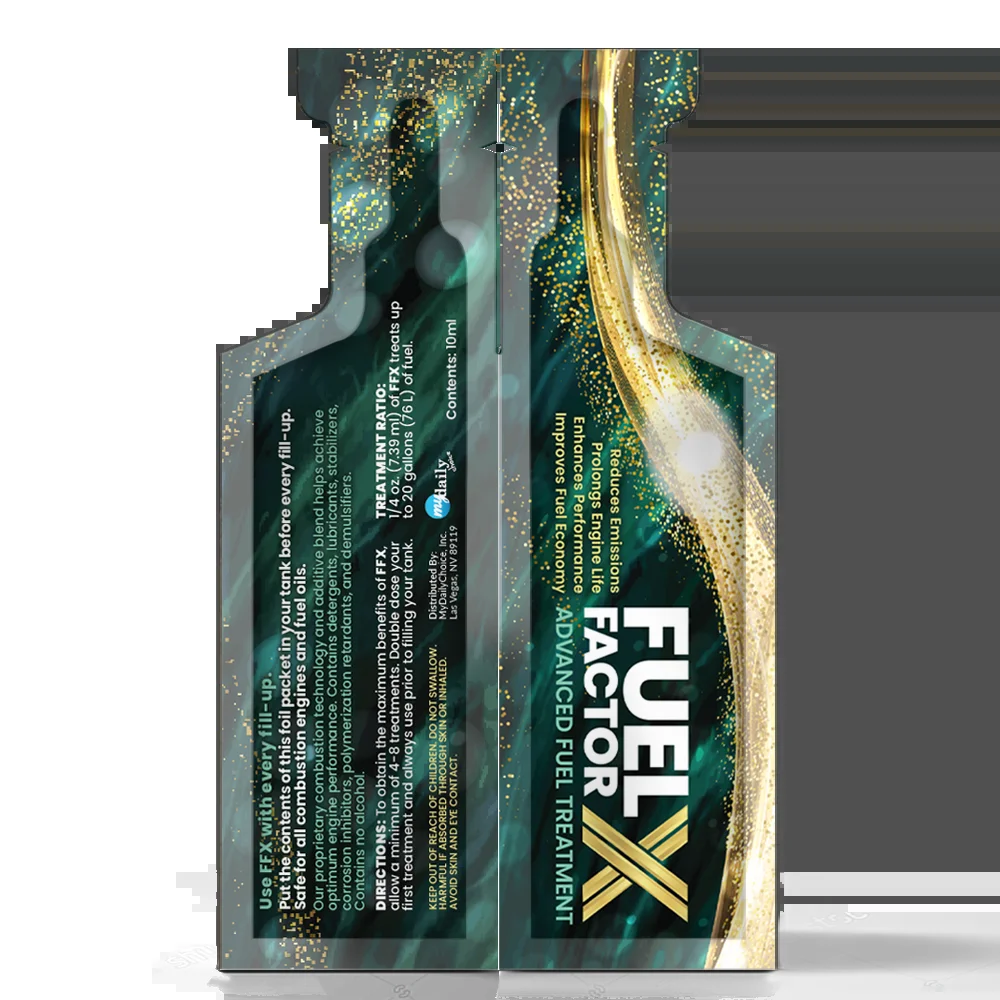 Use FFX with every fill-up.
Put the contents of this foil packet in your tank before every fill-up.
Safe for all combustion engines and fuel oils.
Our proprietary combustion technology and additive blend helps achieve
optimum engine performance. Contains detergents, lubricants, stabilizers,
corrosion inhibitors, polymerization retardants, and demulsifiers.
Contains no alcohol.
DIRECTIONS: To obtain the maximum benefits of FFX,
allow a minimum of 4-8 treatments. Double dose your
first treatment and always use prior to filling your tank.
TREATMENT RATIO:
1/4 oz. (7.39 ml) of FFX treats up
to 20 gallons (76 L) of fuel.
KEEP OUT OF REACH OF CHILDREN. DO NOT SWALLOW.
HARMFUL IF ABSORBED THROUGH SKIN OR INHALED.
AVOID SKIN AND EYE CONTACT.
Distributed By:
MyDailyChoice, Inc.
Las Vegas, NV 89119
mydaily
choice
Contents: 10ml
FUEL
FACTOR
X
ADVANCED FUEL TREATMENT
Reduces Emissions
Prolongs Engine Life
Enhances Performance
Improves Fuel Economy